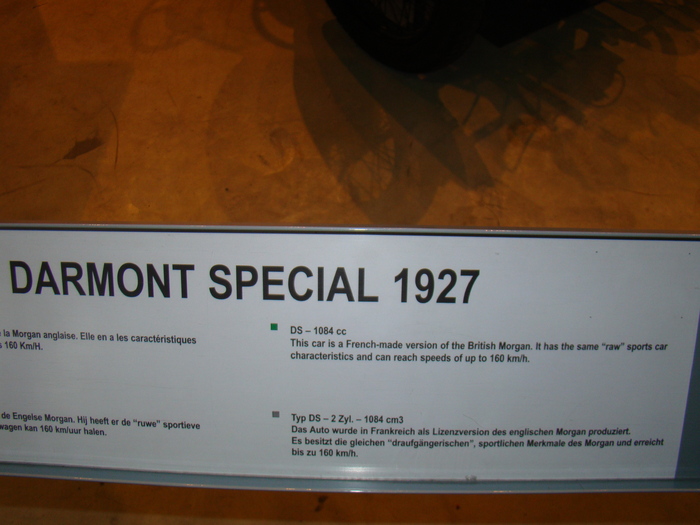 DARMONT SPECIAL 1927
la Morgan anglaise. Elle en a les caractéristiques
160 Km/H.
DS – 1084 cc
This car is a French-made version of the British Morgan. It has the same "raw" sports car
characteristics and can reach speeds of up to 160 km/h.
de Engelse Morgan. Hij heeft er de "ruwe" sportieve
wagen kan 160 km/uur halen.
Typ DS – 2 Zyl. – 1084 cm3
Das Auto wurde in Frankreich als Lizenzversion des englischen Morgan produziert.
Es besitzt die gleichen "draufgängerischen", sportlichen Merkmale des Morgan und erreicht
bis zu 160 km/h.